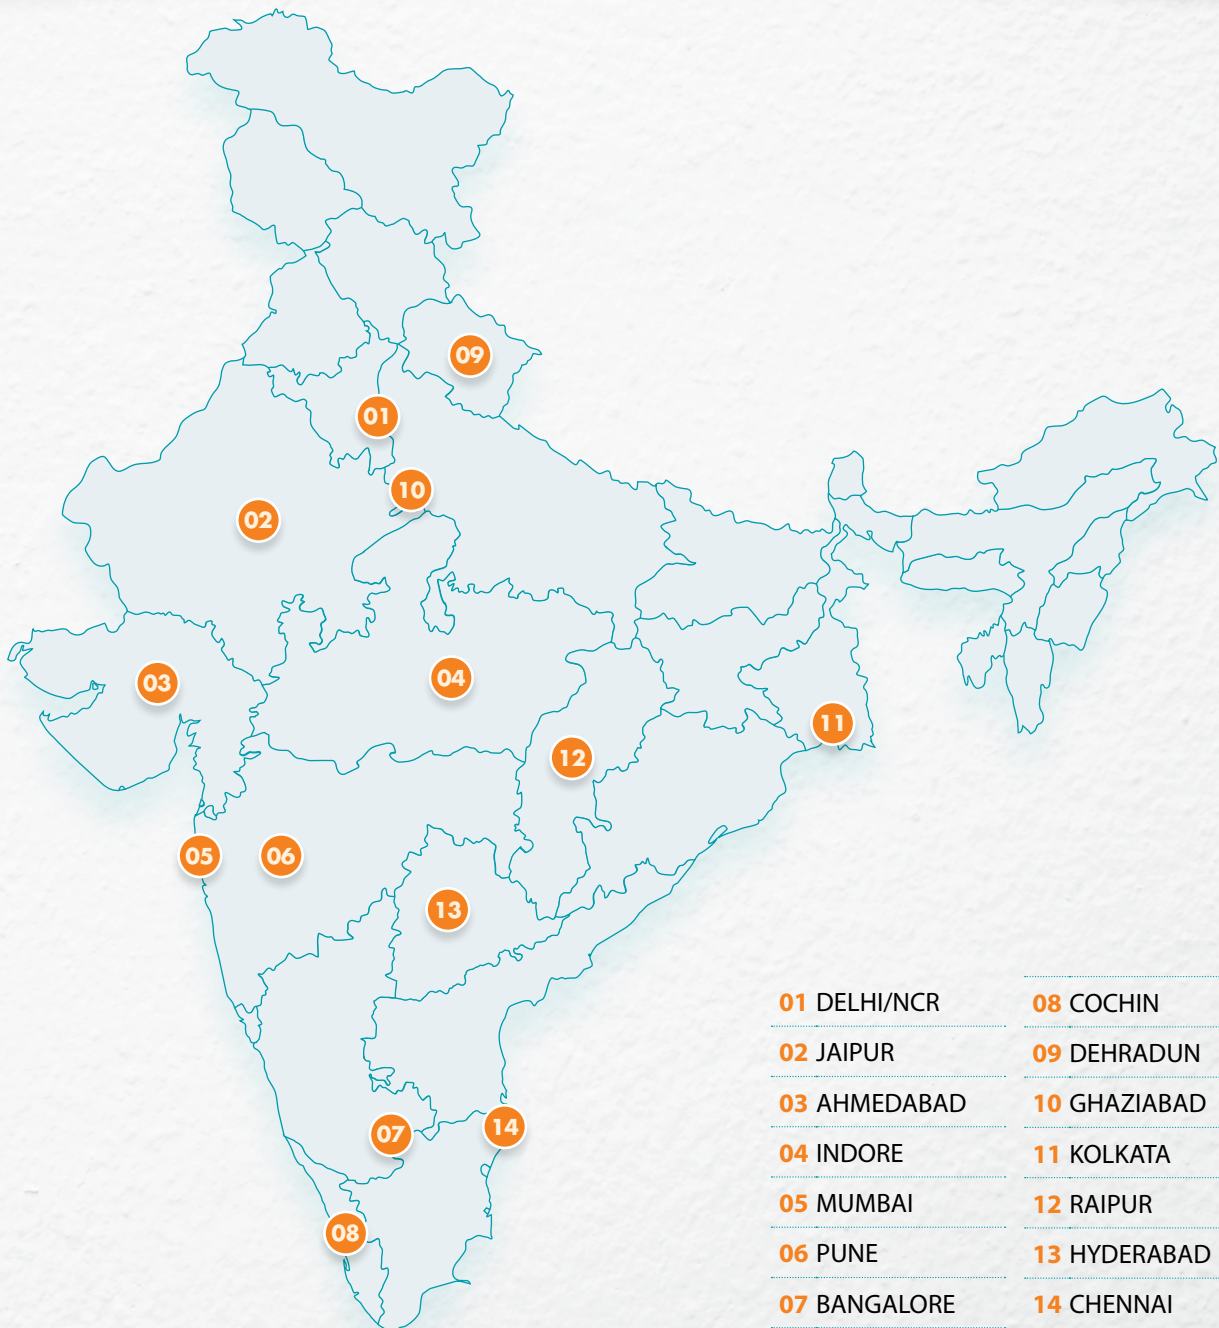 09
01
10
02
03
04
11
12
05
06
13
14
07
08
01 DELHI/NCR
02 JAIPUR
03 AHMEDABAD
04 INDORE
05 MUMBAI
06 PUNE
07 BANGALORE
08 COCHIN
09 DEHRADUN
10 GHAZIABAD
11 KOLKATA
12 RAIPUR
13 HYDERABAD
14 CHENNAI